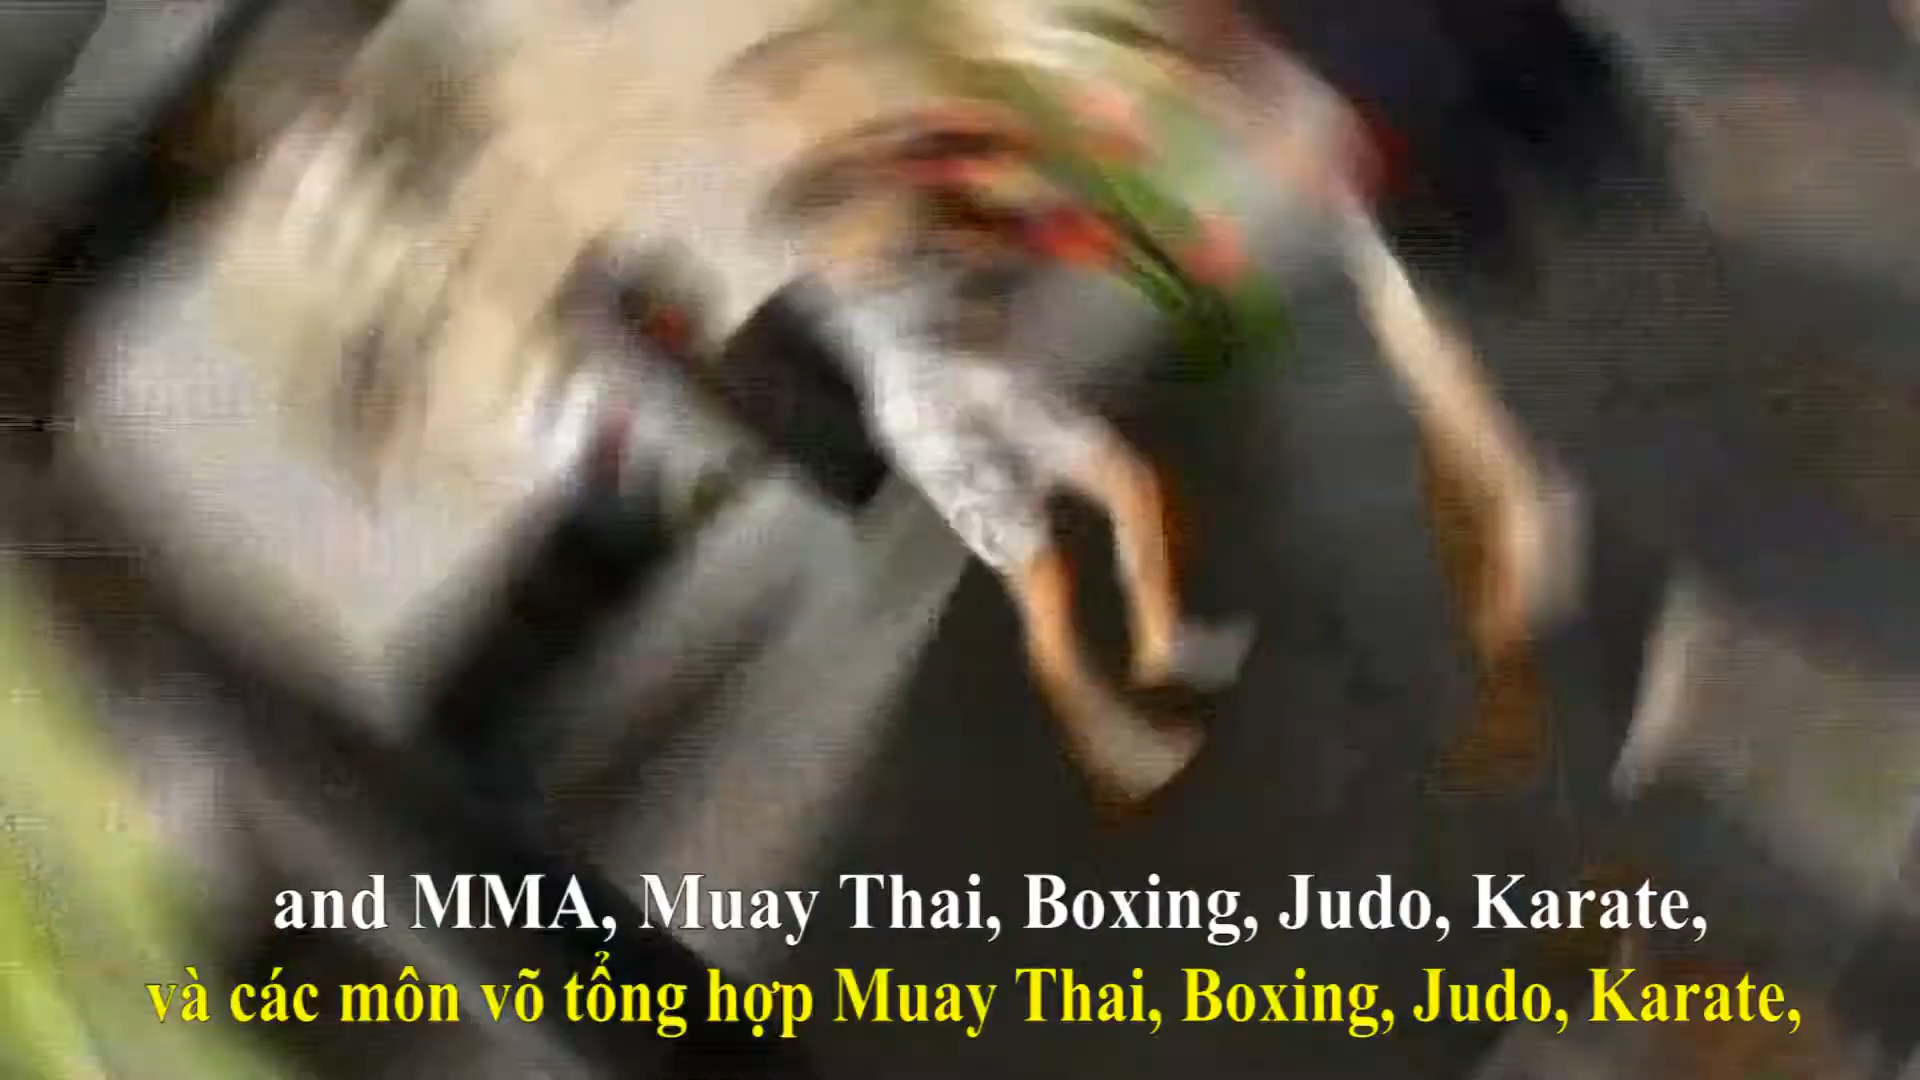 and MMA, Muay Thai, Boxing, Judo, Karate,
và các môn võ tổng hợp Muay Thai, Boxing, Judo, Karate,